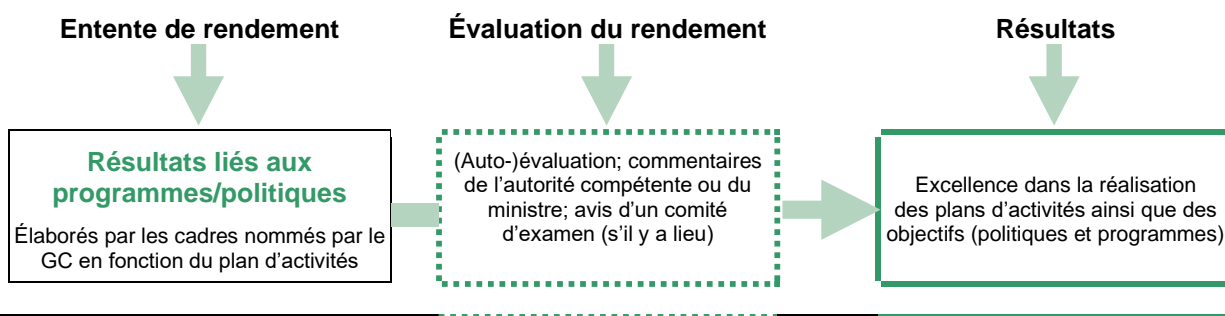 Entente de rendement
Évaluation du rendement
Résultats
Résultats liés aux
programmes/politiques
Élaborés par les cadres nommés par le
GC en fonction du plan d'activités
(Auto-)évaluation; commentaires
de l'autorité compétente ou du
ministre; avis d'un comité
d'examen (s'il y a lieu)
Excellence dans la réalisation
des plans d'activités ainsi que des
objectifs (politiques et programmes)